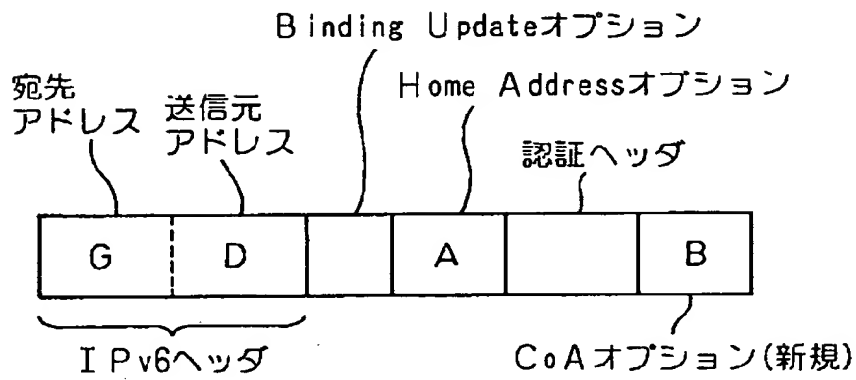 Binding Updateオプション
Home Addressオプション
宛先
アドレス
送信元
アドレス
認証ヘッダ
G
D
A
B
IPv6ヘッダ
CoAオプション(新規)